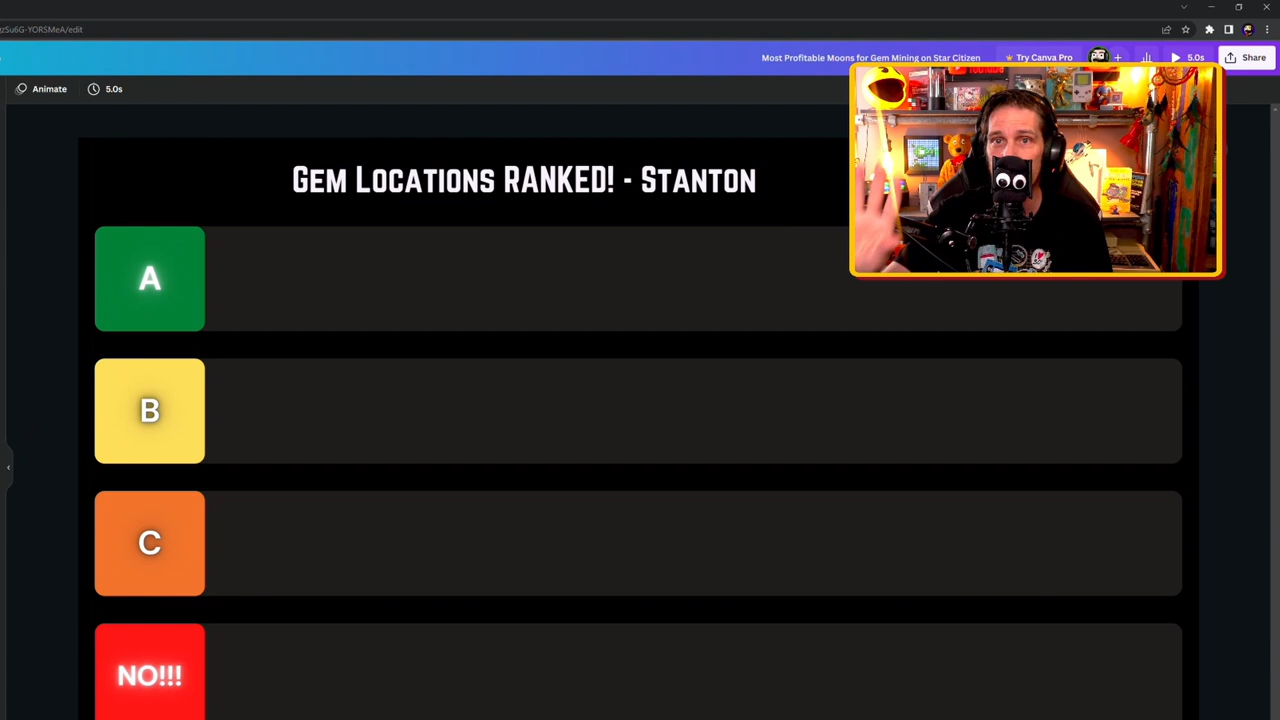 zSu6G-YORSMeA/edit
Most Profitable Moons for Gem Mining on Star Citizen
Try Canva Pro
5.0s
Share
Animate
5.0s
Gem Locations RANKED! - Stanton
A
B
C
NO!!!